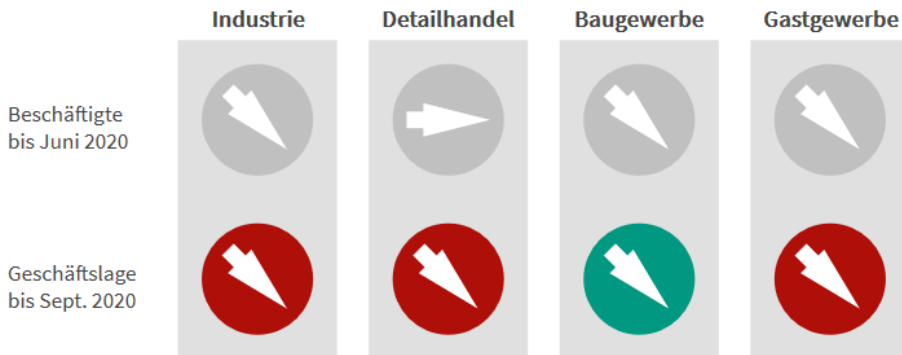 Industrie
Detailhandel
Baugewerbe
Gastgewerbe
Beschäftigte
bis Juni 2020
Geschäftslage
bis Sept. 2020